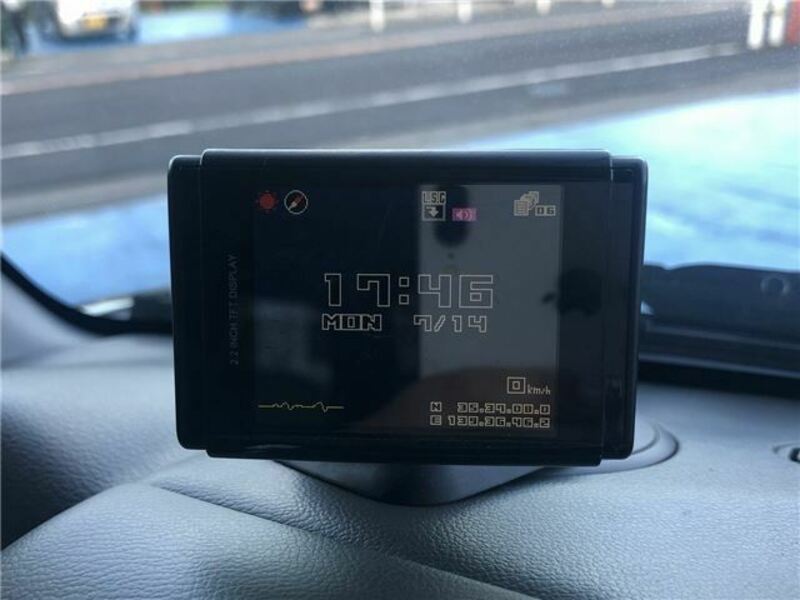 LSC
06
17:46
MON 7/14
2.2 INCH TFT DISPLAY
0 km/h
N 35.37.00.0
E 139.36.46.2